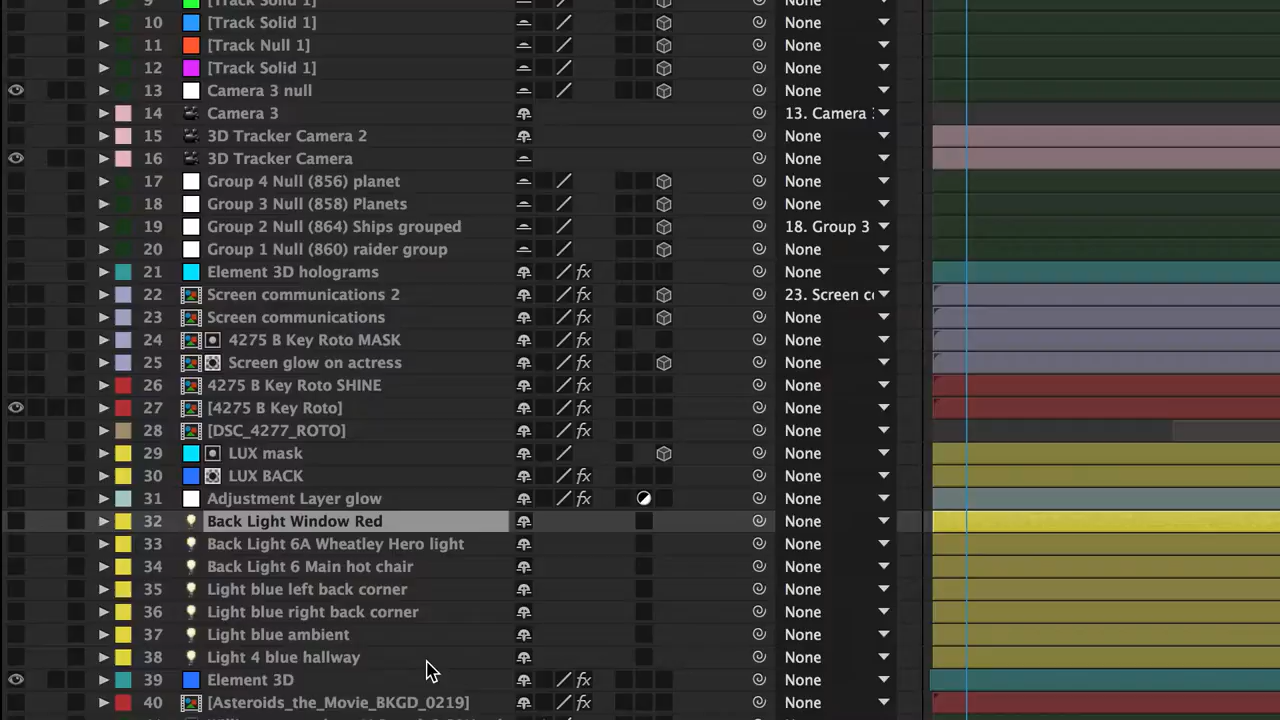 9 [Track Solid 1] None
10 [Track Solid 1] None
11 [Track Null 1] None
12 [Track Solid 1] None
13 Camera 3 null None
14 Camera 3 13. Camera
15 3D Tracker Camera 2 None
16 3D Tracker Camera None
17 Group 4 Null (856) planet None
18 Group 3 Null (858) Planets None
19 Group 2 Null (864) Ships grouped 18. Group 3
20 Group 1 Null (860) raider group None
21 Element 3D holograms fx None
22 Screen communications 2 fx 23. Screen c
23 Screen communications fx None
24 4275 B Key Roto MASK fx None
25 Screen glow on actress fx None
26 4275 B Key Roto SHINE fx None
27 [4275 B Key Roto] fx None
28 [DSC_4277_ROTO] fx None
29 LUX mask None
30 LUX BACK fx None
31 Adjustment Layer glow fx None
32 Back Light Window Red None
33 Back Light 6A Wheatley Hero light None
34 Back Light 6 Main hot chair None
35 Light blue left back corner None
36 Light blue right back corner None
37 Light blue ambient None
38 Light 4 blue hallway None
39 Element 3D fx None
40 [Asteroids_the_Movie_BKGD_0219] fx None